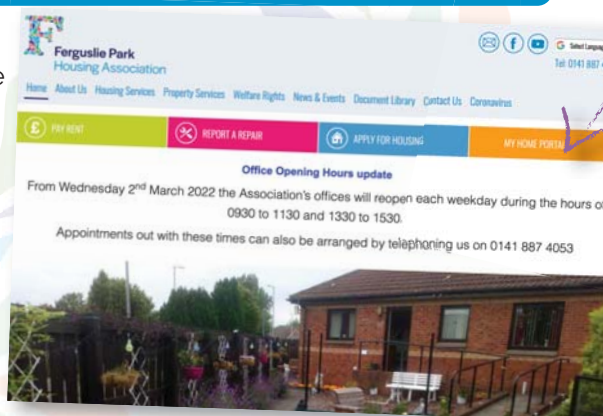 Ferguslie Park
Housing Association
Tel: 0141 887
Home About Us Housing Services Property Services Welfare Rights News & Events Document Library Contact Us Coronavirus
£ PAY RENT REPORT A REPAIR APPLY FOR HOUSING MY HOME PORTAL
Office Opening Hours update
From Wednesday 2nd March 2022 the Association's offices will reopen each weekday during the hours of
0930 to 1130 and 1330 to 1530.
Appointments out with these times can also be arranged by telephoning us on 0141 887 4053